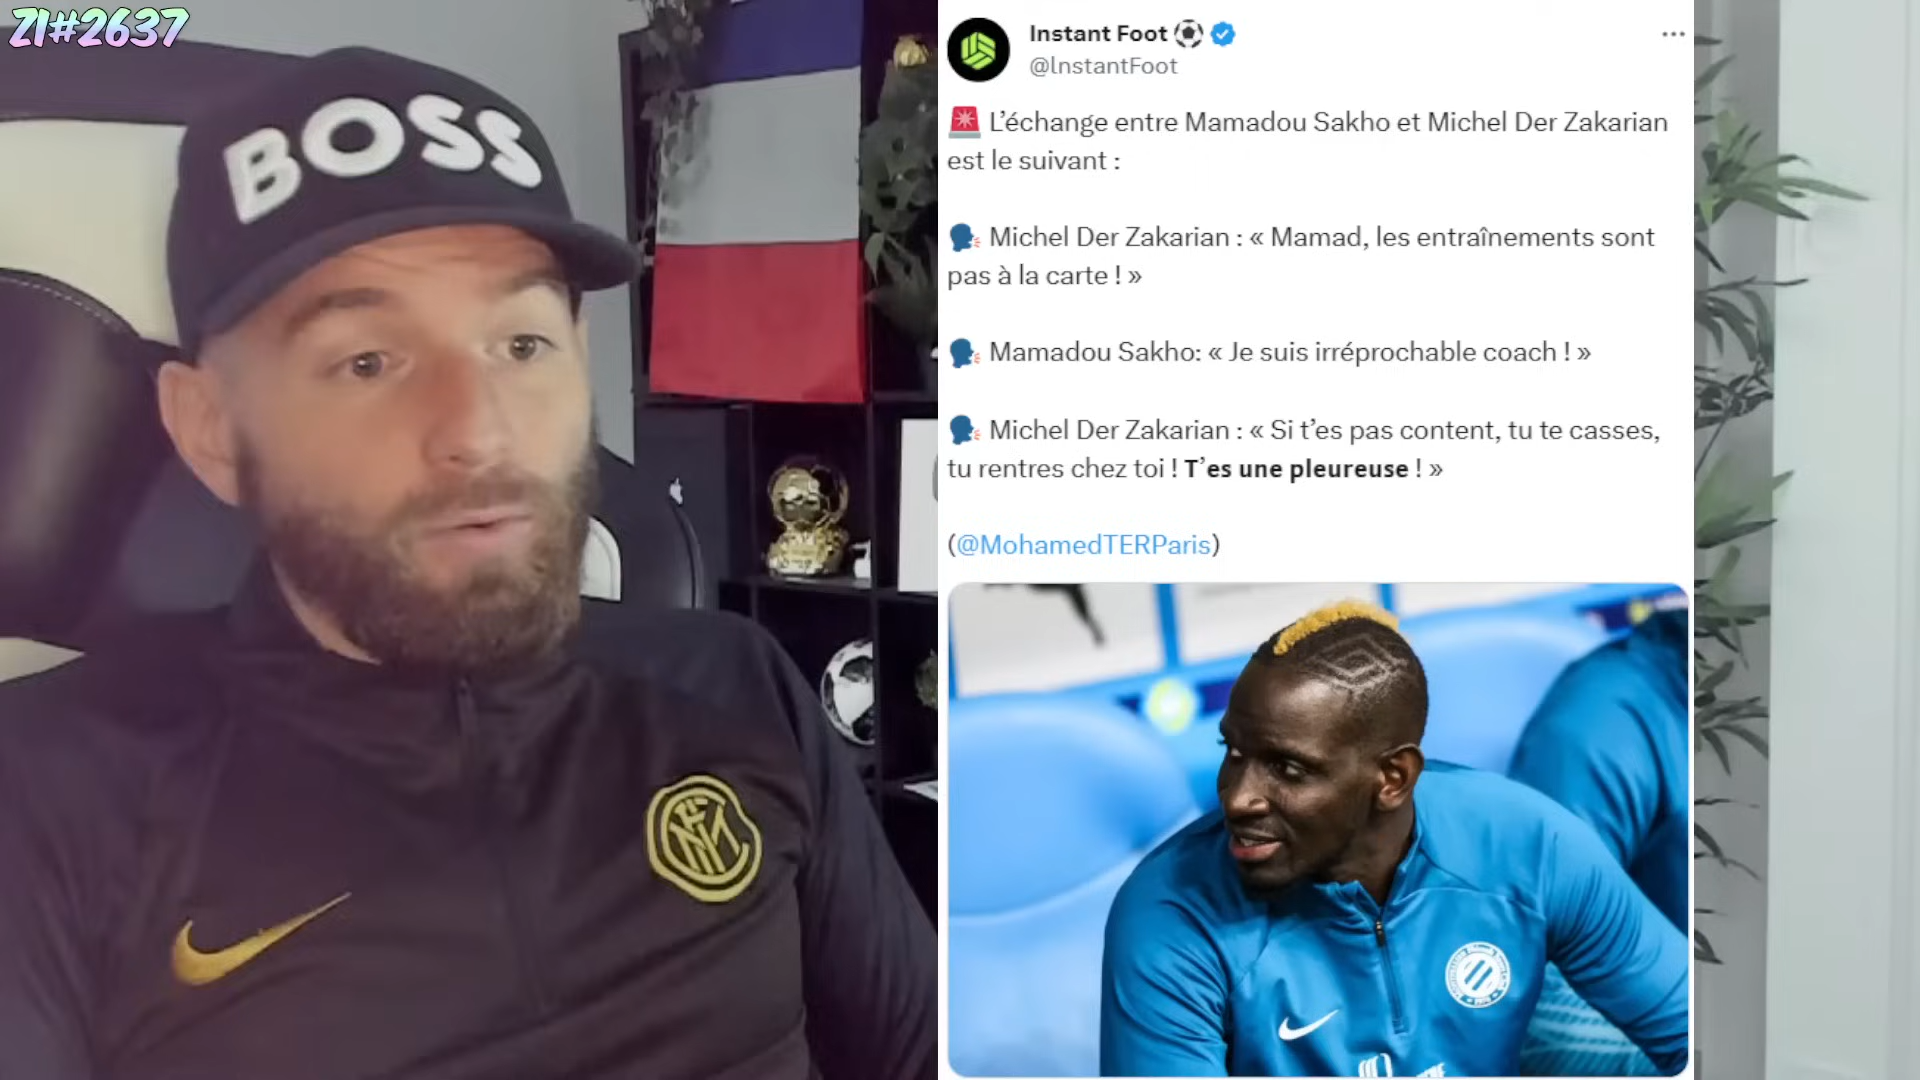 ZI#2637
BOSS
Instant Foot
@lnstantFoot
L'échange entre Mamadou Sakho et Michel Der Zakarian
est le suivant :
Michel Der Zakarian : « Mamad, les entraînements sont
pas à la carte ! »
Mamadou Sakho: « Je suis irréprochable coach ! »
Michel Der Zakarian : « Si t'es pas content, tu te casses,
tu rentres chez toi ! T'es une pleureuse ! »
(@MohamedTERParis)